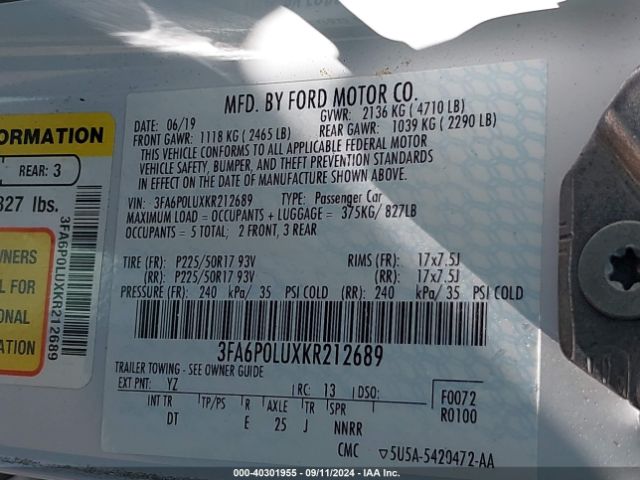 MFD. BY FORD MOTOR CO.
DATE: 06/19
GVWR: 2136 KG ( 4710 LB)
FRONT GAWR: 1118 KG ( 2465 LB)
REAR GAWR: 1039 KG ( 2290 LB)
THIS VEHICLE CONFORMS TO ALL APPLICABLE FEDERAL MOTOR
VEHICLE SAFETY, BUMPER, AND THEFT PREVENTION STANDARDS
IN EFFECT ON THE DATE OF MANUFACTURE SHOWN ABOVE.
VIN: 3FA6P0LUXKR212689 TYPE: Passenger Car
MAXIMUM LOAD = OCCUPANTS + LUGGAGE = 375KG/ 827LB
OCCUPANTS = 5 TOTAL; 2 FRONT, 3 REAR
TIRE (FR): P225/50R17 93V RIMS (FR): 17x7.5J
(RR): P225/50R17 93V (RR): 17x7.5J
PRESSURE (FR): 240 kPa/ 35 PSI COLD (RR): 240 kPa/ 35 PSI COLD
3FA6P0LUXKR212689
TRAILER TOWING - SEE OWNER GUIDE
EXT PNT: YZ RC: 13 DSO:
F0072
R0100
INT TR TP/PS R AXLE TR SPR
DT E 25 J NNRR
CMC ▽5U5A-5420472-AA
FORMATION
REAR: 3
827 lbs.
3FA6P0LUXKR212689
WNERS
L FOR
ONAL
ON
000-40301955 - 09/11/2024 - IAA Inc.